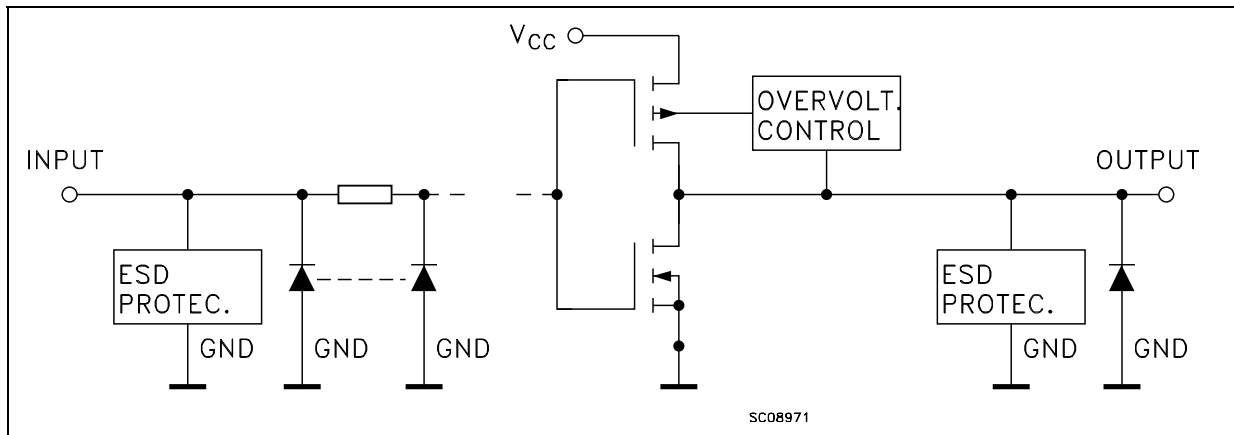 VCC
OVERVOLT.
CONTROL
INPUT
OUTPUT
ESD
PROTEC.
ESD
PROTEC.
GND
GND
GND
GND
GND
SC08971